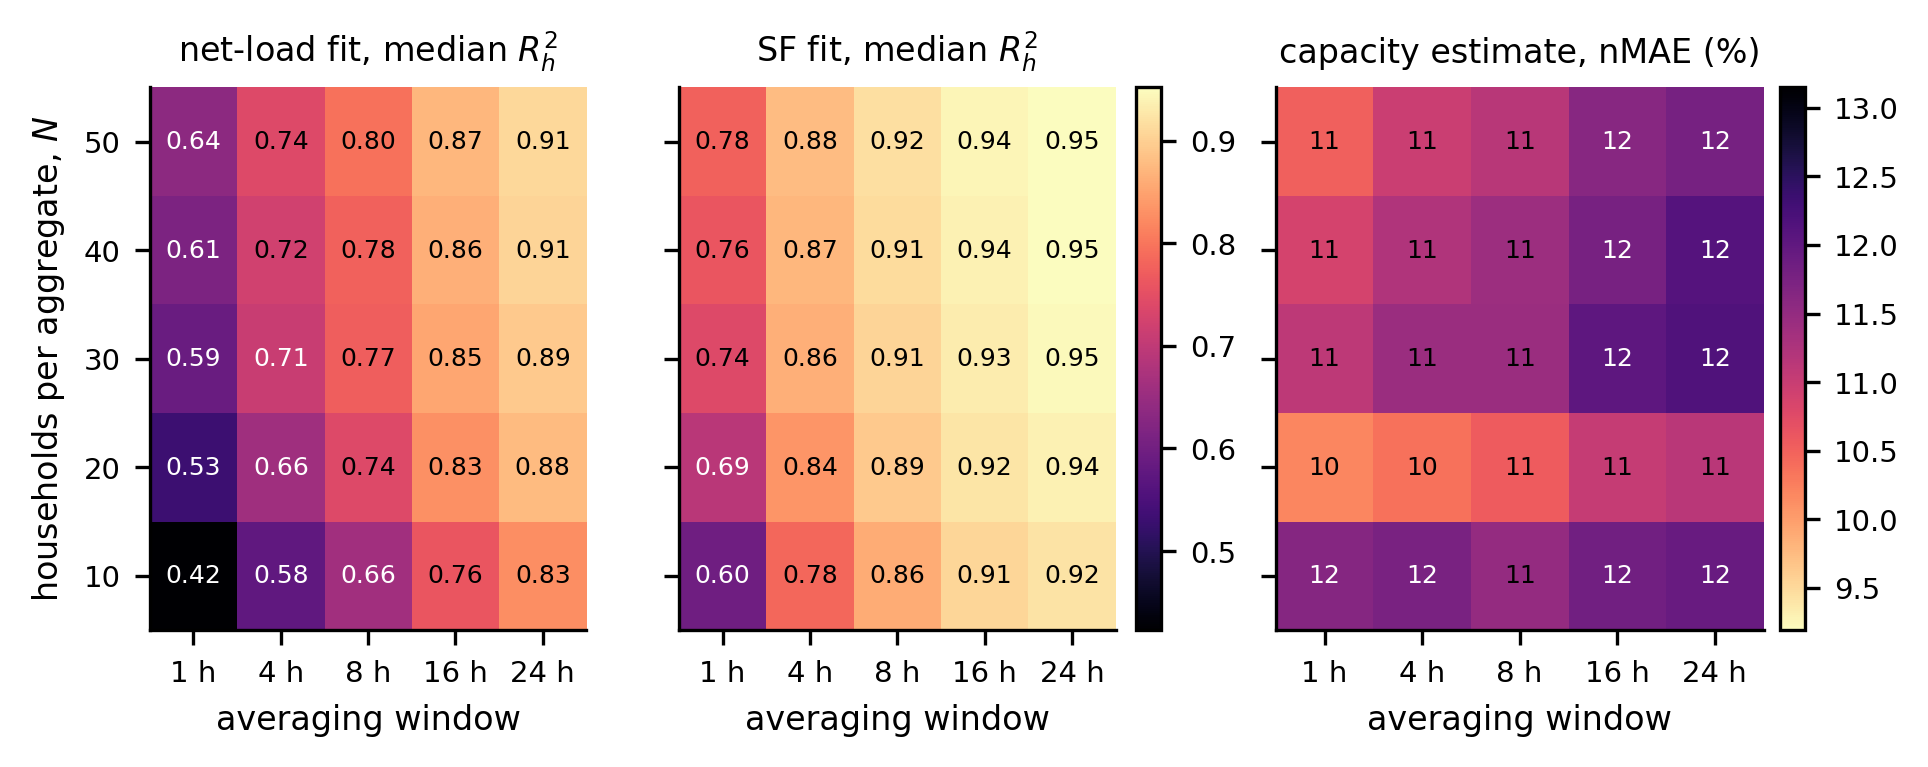 net-load fit, median $R_h^2$
SF fit, median $R_h^2$
capacity estimate, nMAE (%)
households per aggregate, N
50
0.64 0.74 0.80 0.87 0.91
0.78 0.88 0.92 0.94 0.95
11 11 11 12 12
40
0.61 0.72 0.78 0.86 0.91
0.76 0.87 0.91 0.94 0.95
11 11 11 12 12
30
0.59 0.71 0.77 0.85 0.89
0.74 0.86 0.91 0.93 0.95
11 11 11 12 12
20
0.53 0.66 0.74 0.83 0.88
0.69 0.84 0.89 0.92 0.94
10 10 11 11 11
10
0.42 0.58 0.66 0.76 0.83
0.60 0.78 0.86 0.91 0.92
12 12 11 12 12
0.9
0.8
0.7
0.6
0.5
13.0
12.5
12.0
11.5
11.0
10.5
10.0
9.5
1 h 4 h 8 h 16 h 24 h
1 h 4 h 8 h 16 h 24 h
1 h 4 h 8 h 16 h 24 h
averaging window
averaging window
averaging window